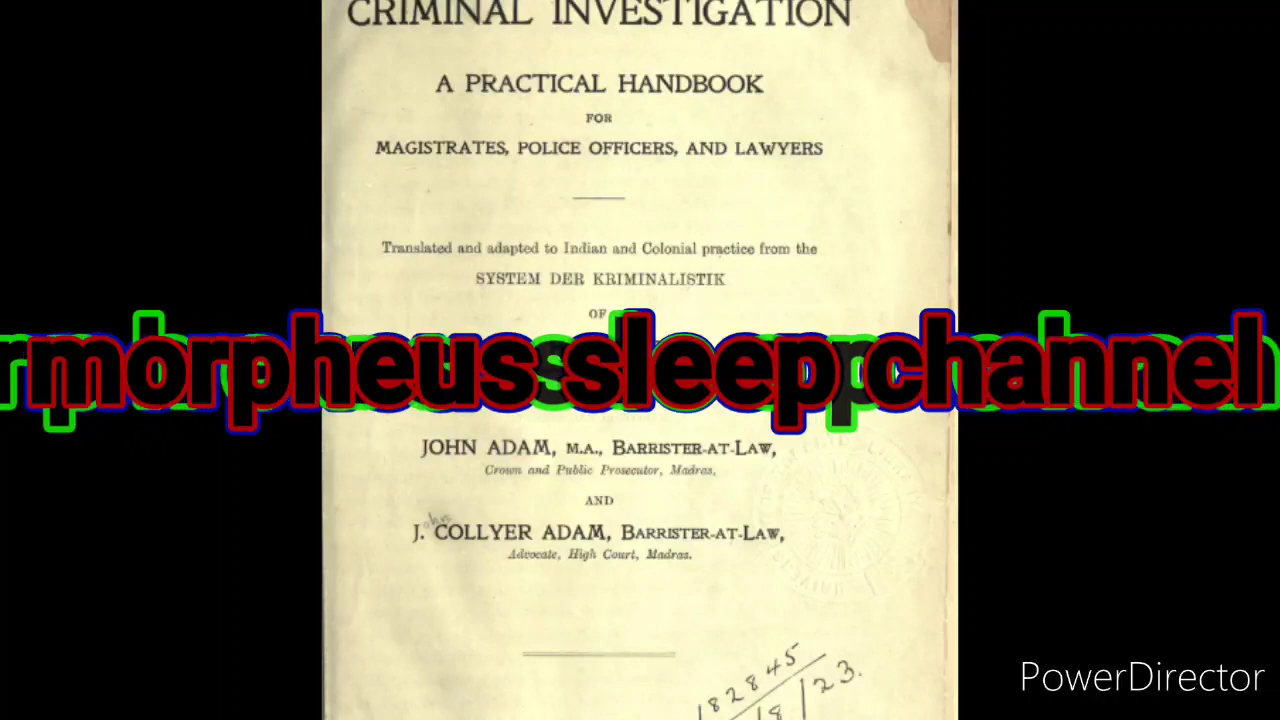 CRIMINAL INVESTIGATION
A PRACTICAL HANDBOOK
FOR
MAGISTRATES, POLICE OFFICERS, AND LAWYERS
Translated and adapted to Indian and Colonial practice from the
SYSTEM DER KRIMINALISTIK
OF
morpheus sleep channel
JOHN ADAM, M.A., BARRISTER-AT-LAW,
Crown and Public Prosecutor, Madras,
AND
J. COLLYER ADAM, BARRISTER-AT-LAW,
John
Advocate, High Court, Madras.
182845
18/23.
PowerDirector